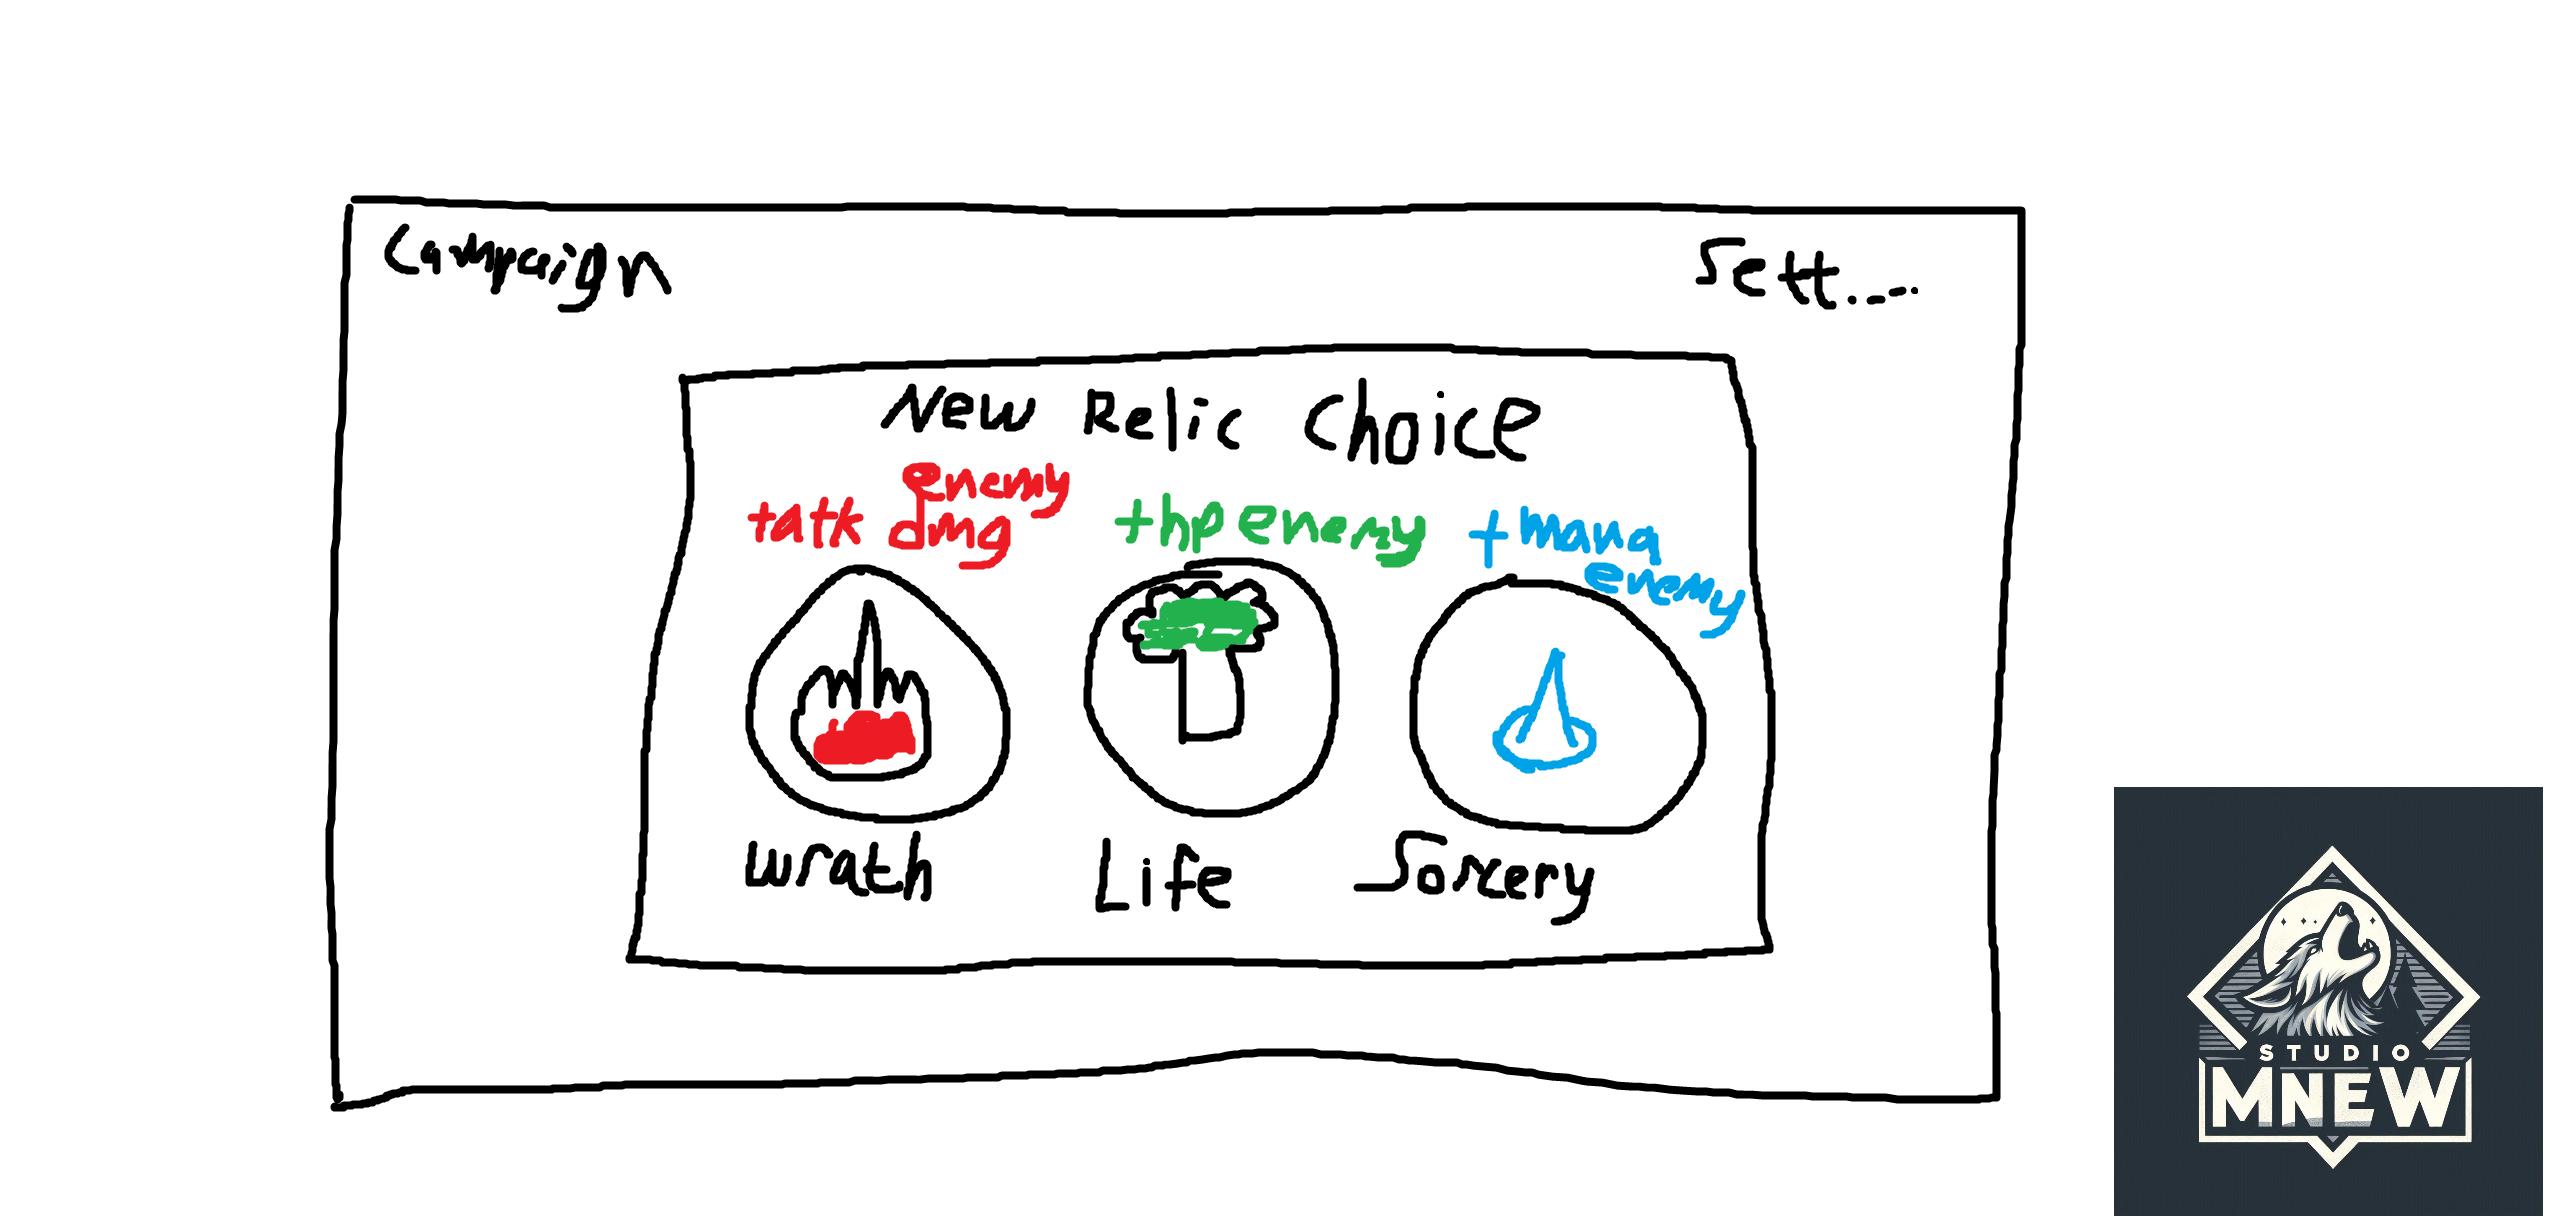 Campaign
Sett.....
New Relic Choice
+atk enemy dmg
+hp enemy
+mana enemy
Wrath
Life
Sorcery
STUDIO
MNEW